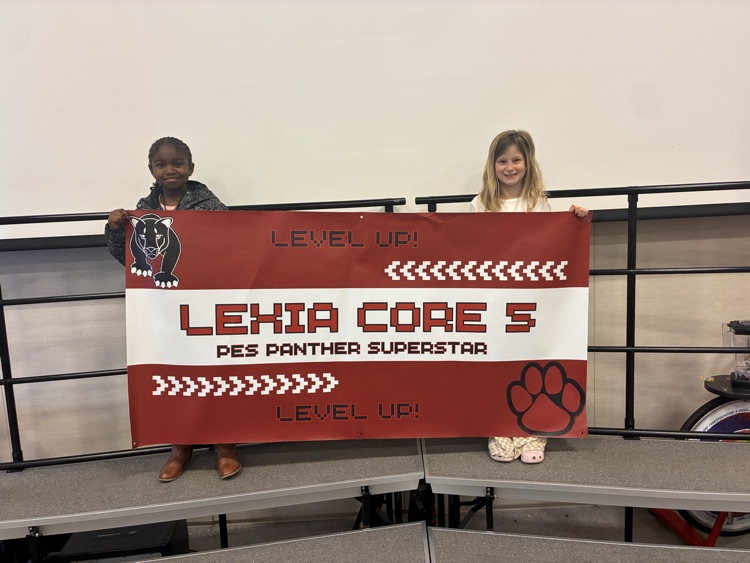 LEVEL UP!
LEXIA CORE 5
PES PANTHER SUPERSTAR
LEVEL UP!